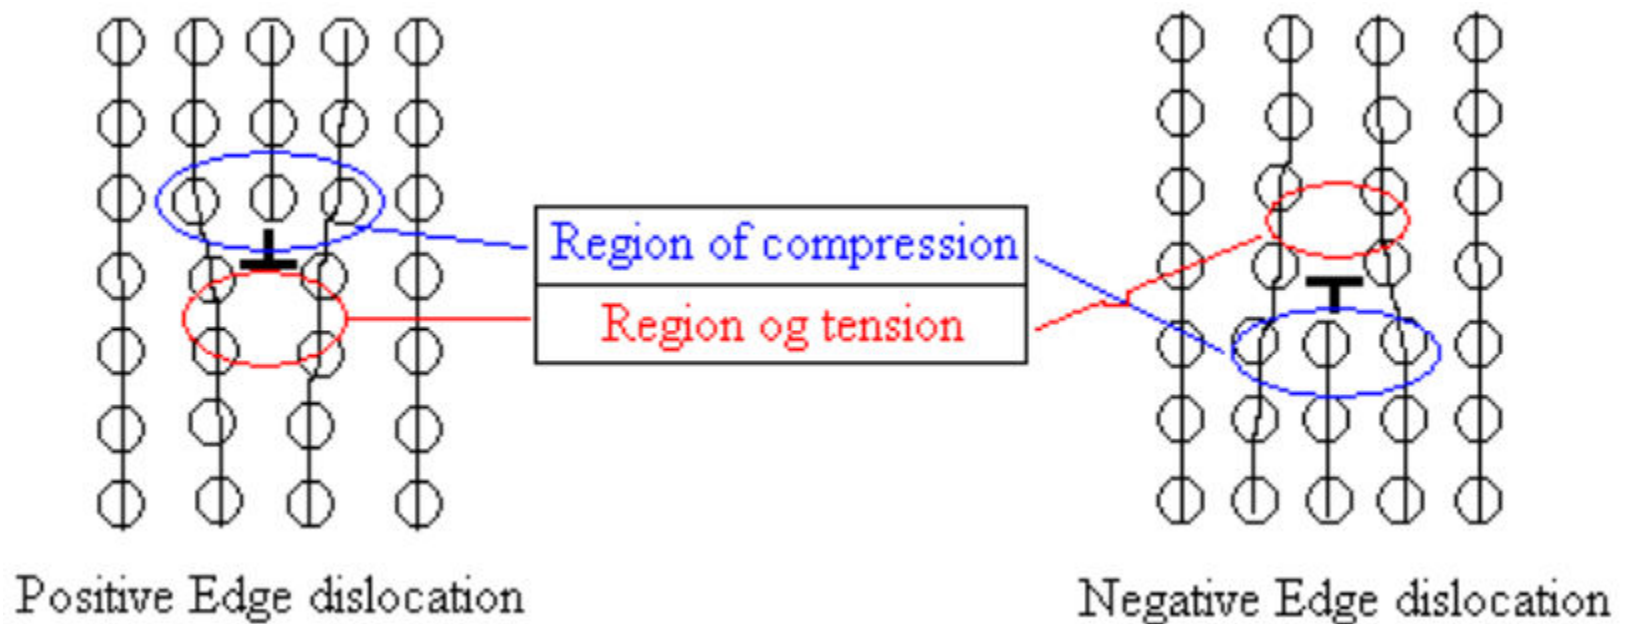 Region of compression
Region og tension
Positive Edge dislocation
Negative Edge dislocation